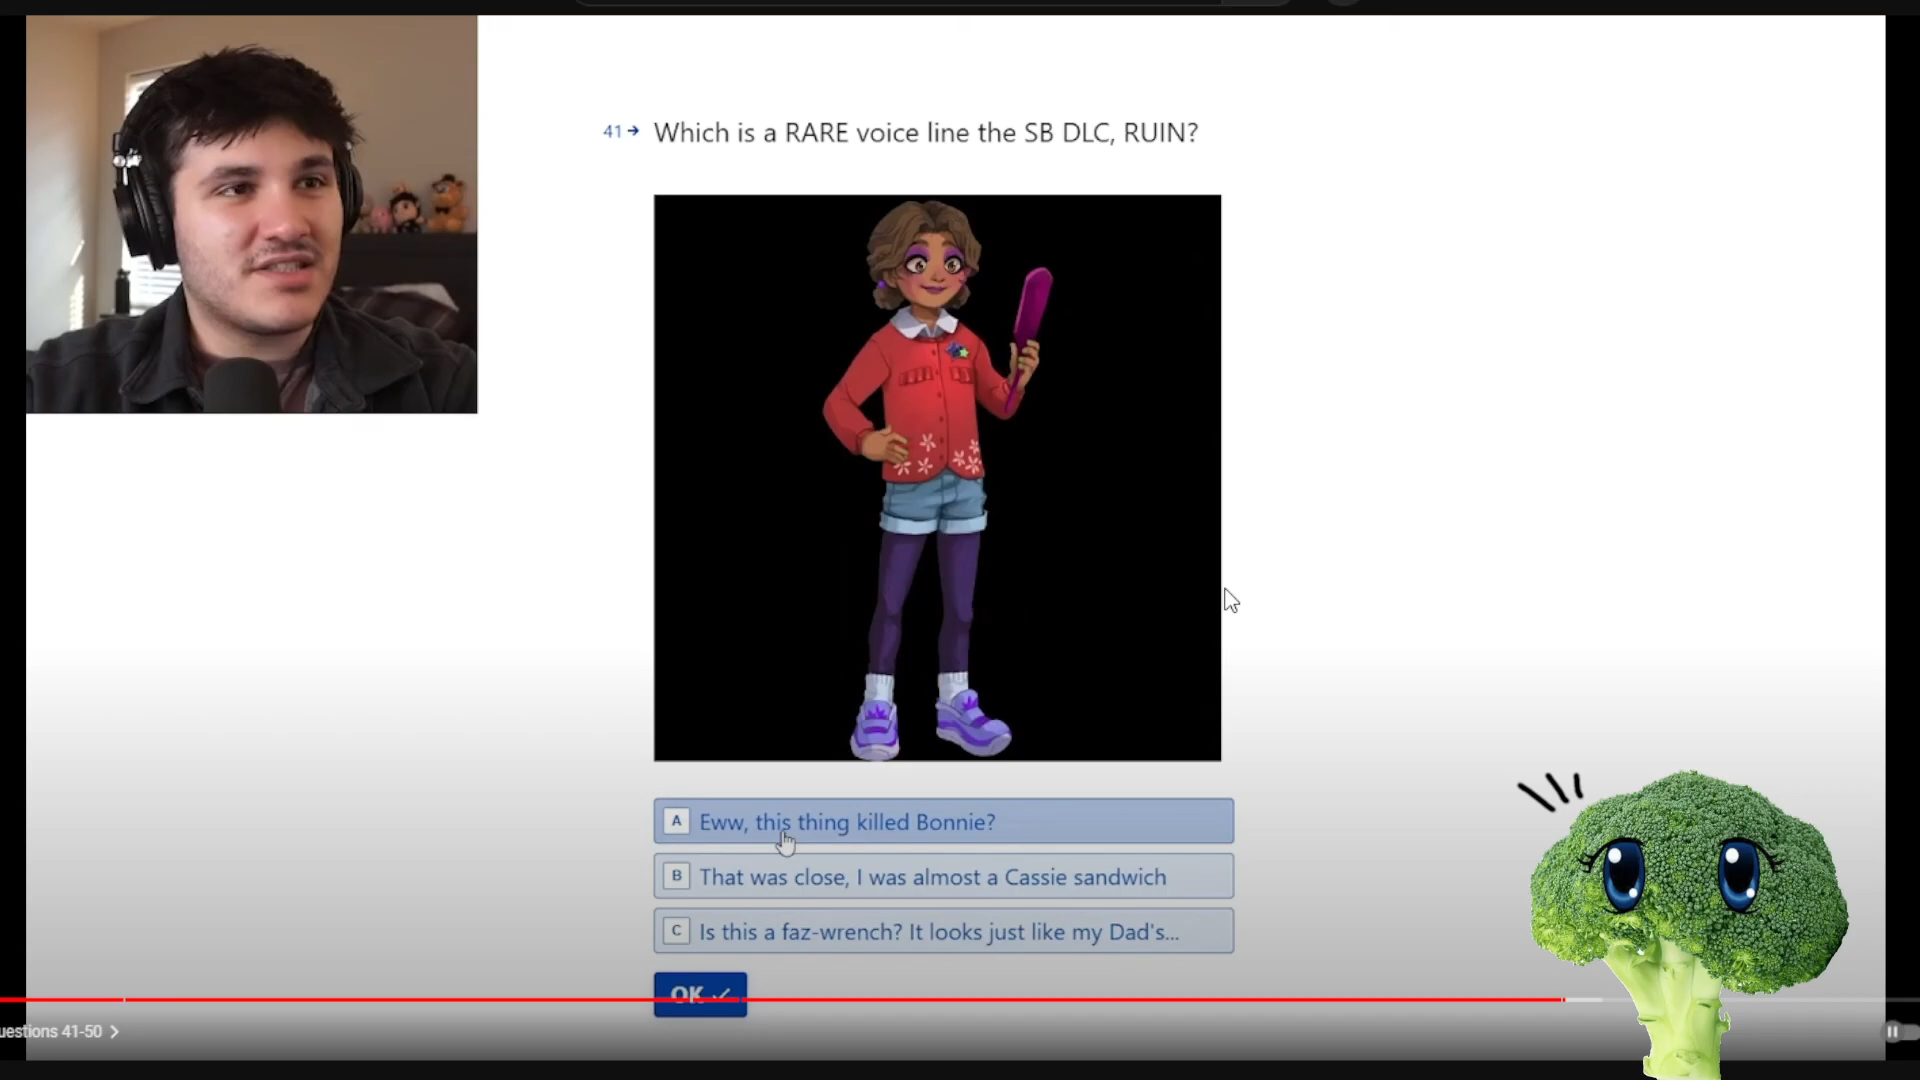 41→ Which is a RARE voice line the SB DLC, RUIN?
A Eww, this thing killed Bonnie?
B That was close, I was almost a Cassie sandwich
C Is this a faz-wrench? It looks just like my Dad's...
OK ✓
uestions 41-50 >